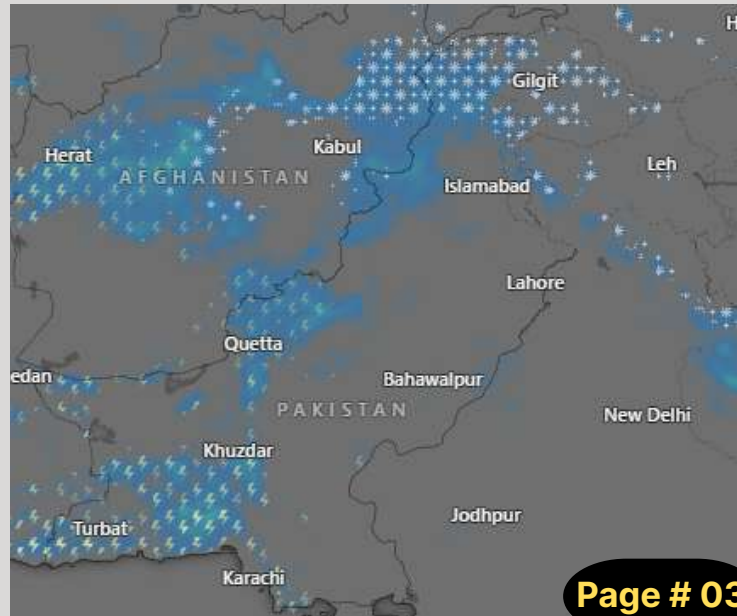 H
Gilgit
Kabul
Herat
Leh
AFGHANISTAN
Islamabad
Lahore
Quetta
edan
Bahawalpur
PAKISTAN
New Delhi
Khuzdar
Jodhpur
Turbat
Karachi
Page # 03